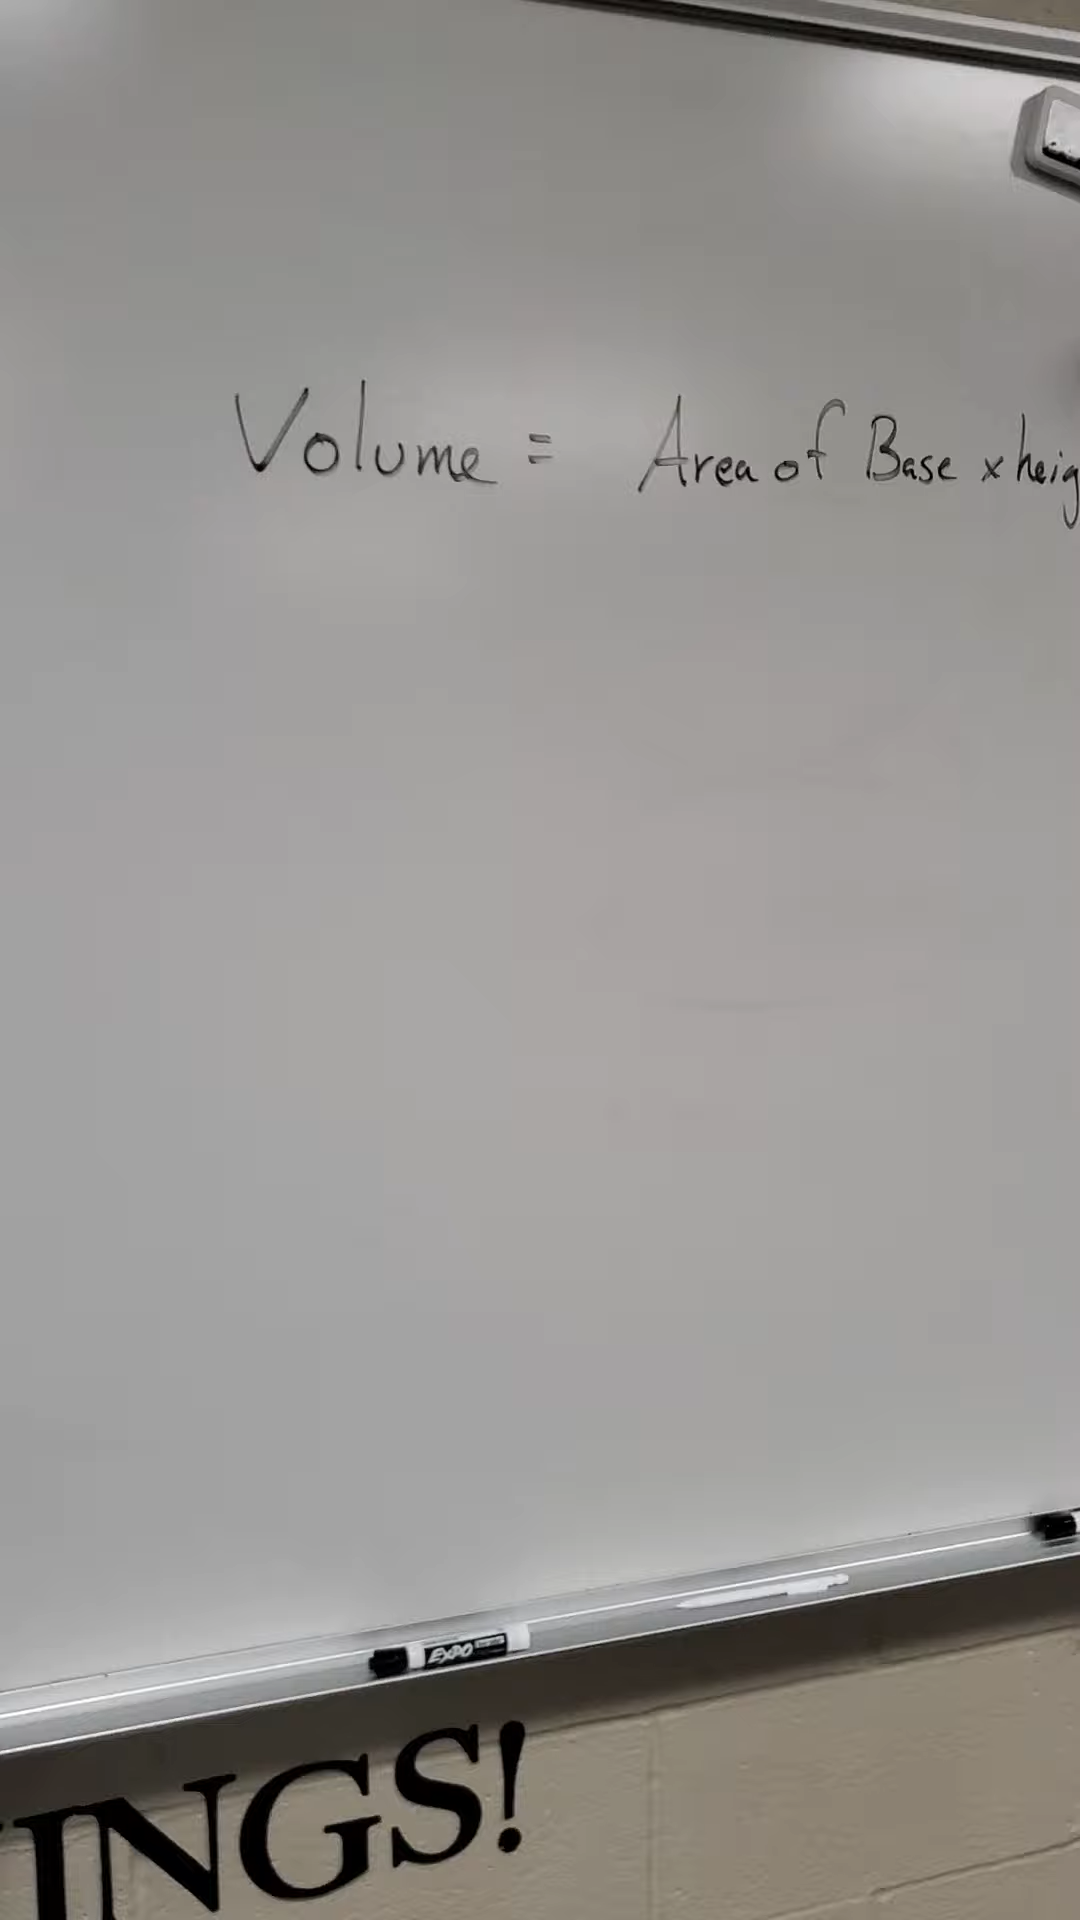 Volume = Area of Base x heig
EXPO
INGS!